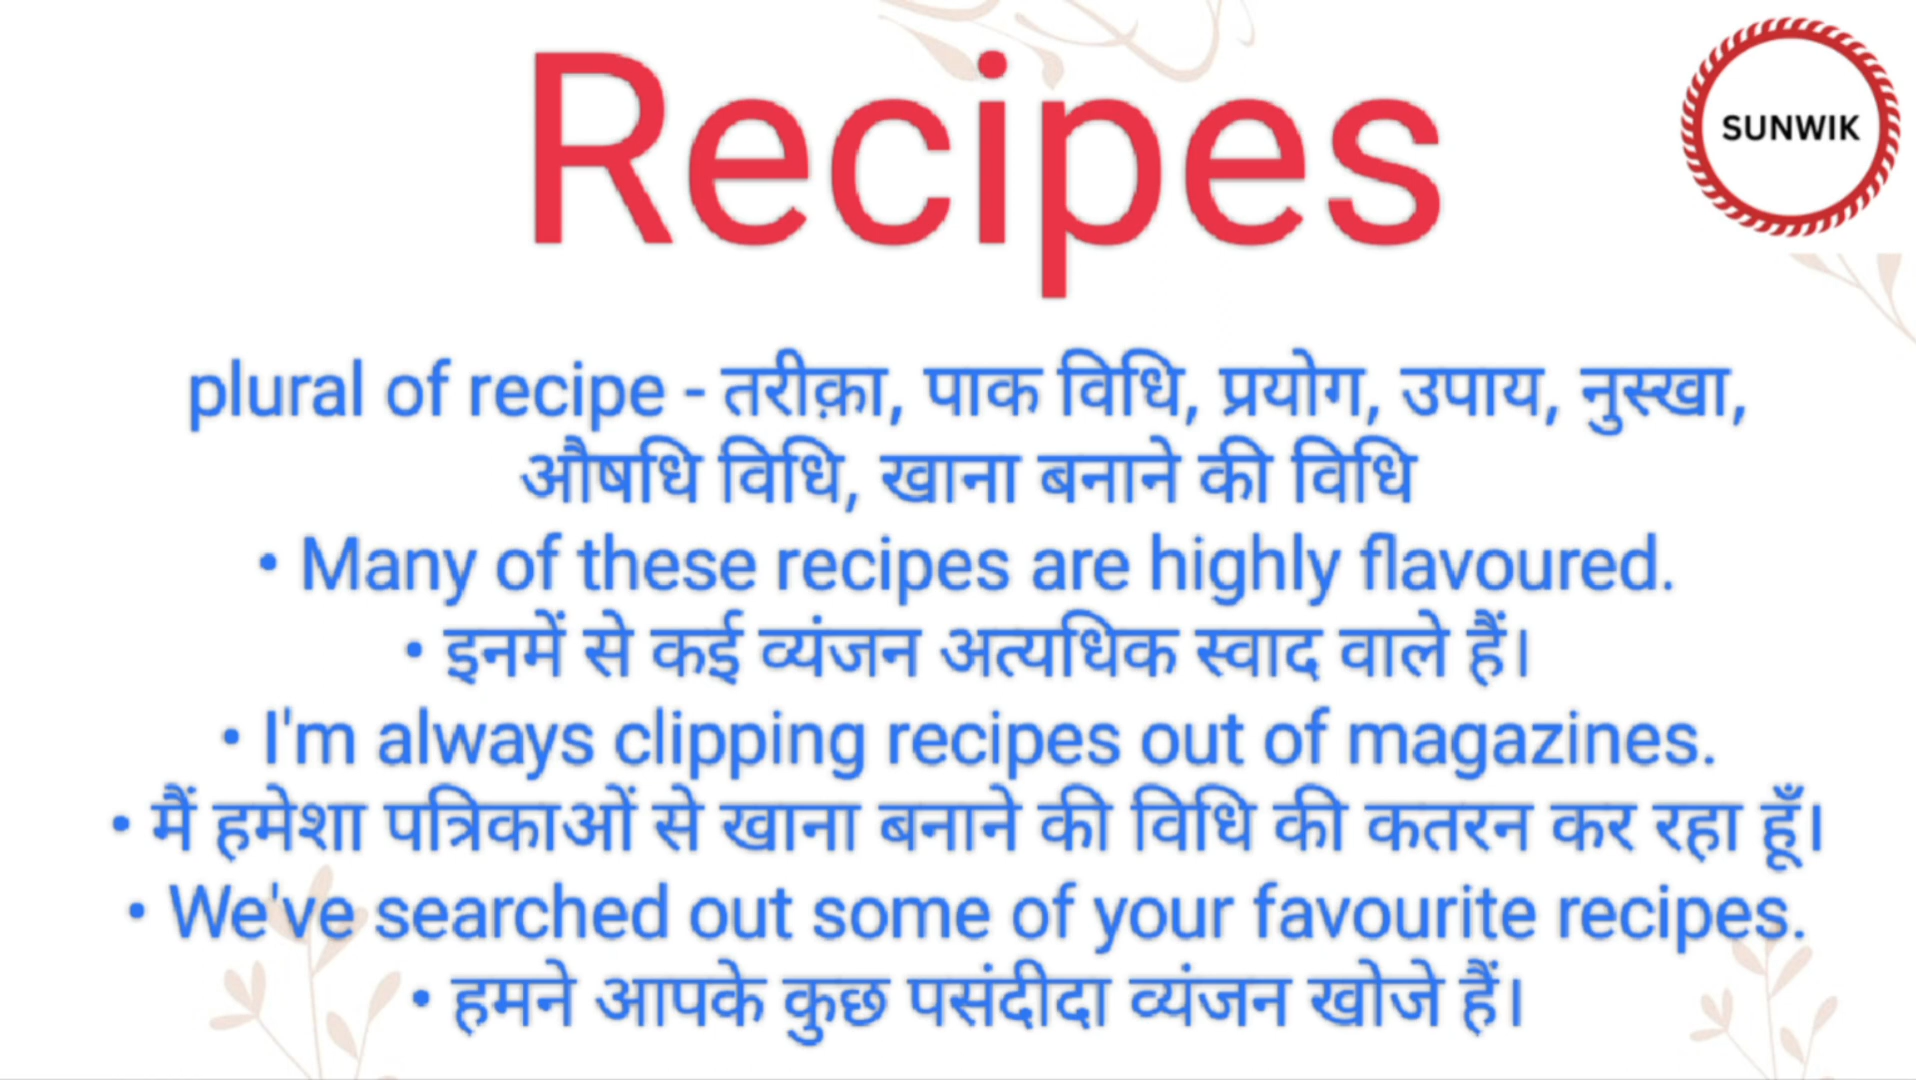 Recipes
SUNWIK
plural of recipe - तरीक़ा, पाक विधि, प्रयोग, उपाय, नुस्खा,
औषधि विधि, खाना बनाने की विधि
• Many of these recipes are highly flavoured.
• इनमें से कई व्यंजन अत्यधिक स्वाद वाले हैं।
• I'm always clipping recipes out of magazines.
• मैं हमेशा पत्रिकाओं से खाना बनाने की विधि की कतरन कर रहा हूँ।
• We've searched out some of your favourite recipes.
• हमने आपके कुछ पसंदीदा व्यंजन खोजे हैं।